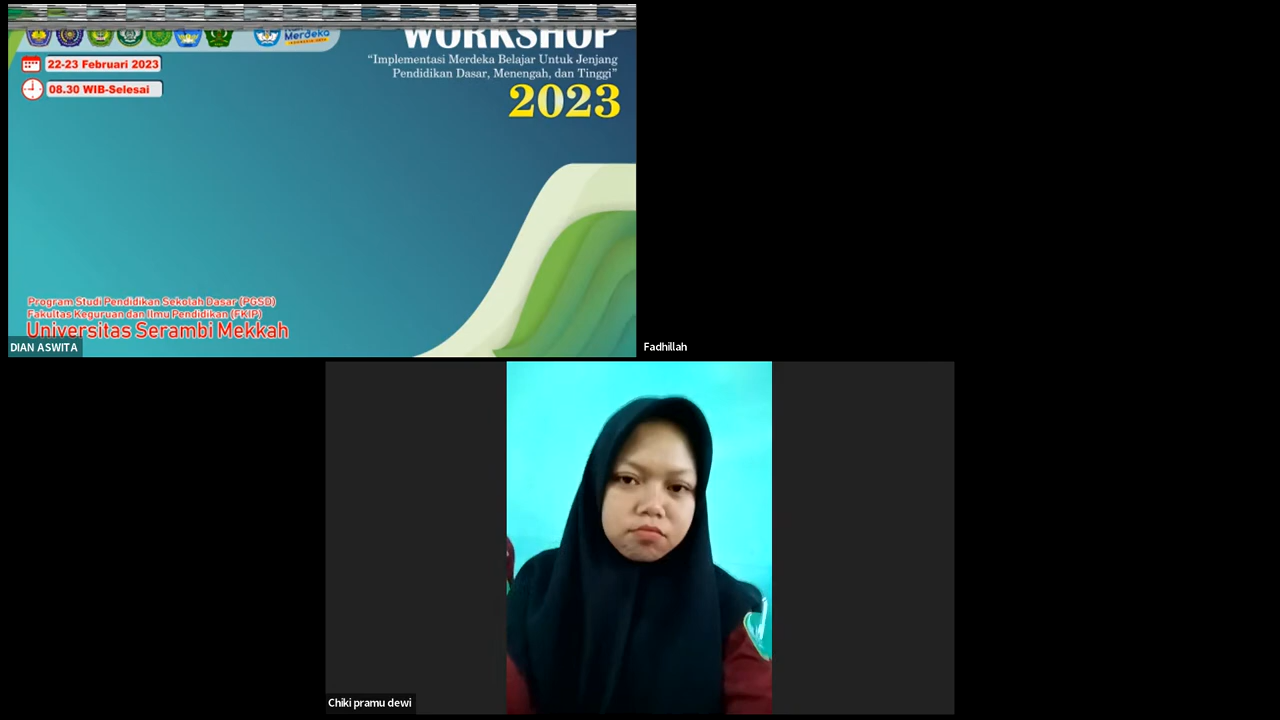 WORKSHOP
Merdeka
22-23 Februari 2023
08.30 WIB-Selesai
“Implementasi Merdeka Belajar Untuk Jenjang
Pendidikan Dasar, Menengah, dan Tinggi”
2023
Program Studi Pendidikan Sekolah Dasar (PGSD)
Fakultas Keguruan dan Ilmu Pendidikan (FKIP)
Universitas Serambi Mekkah
DIAN ASWITA
Fadhillah
Chiki pramu dewi